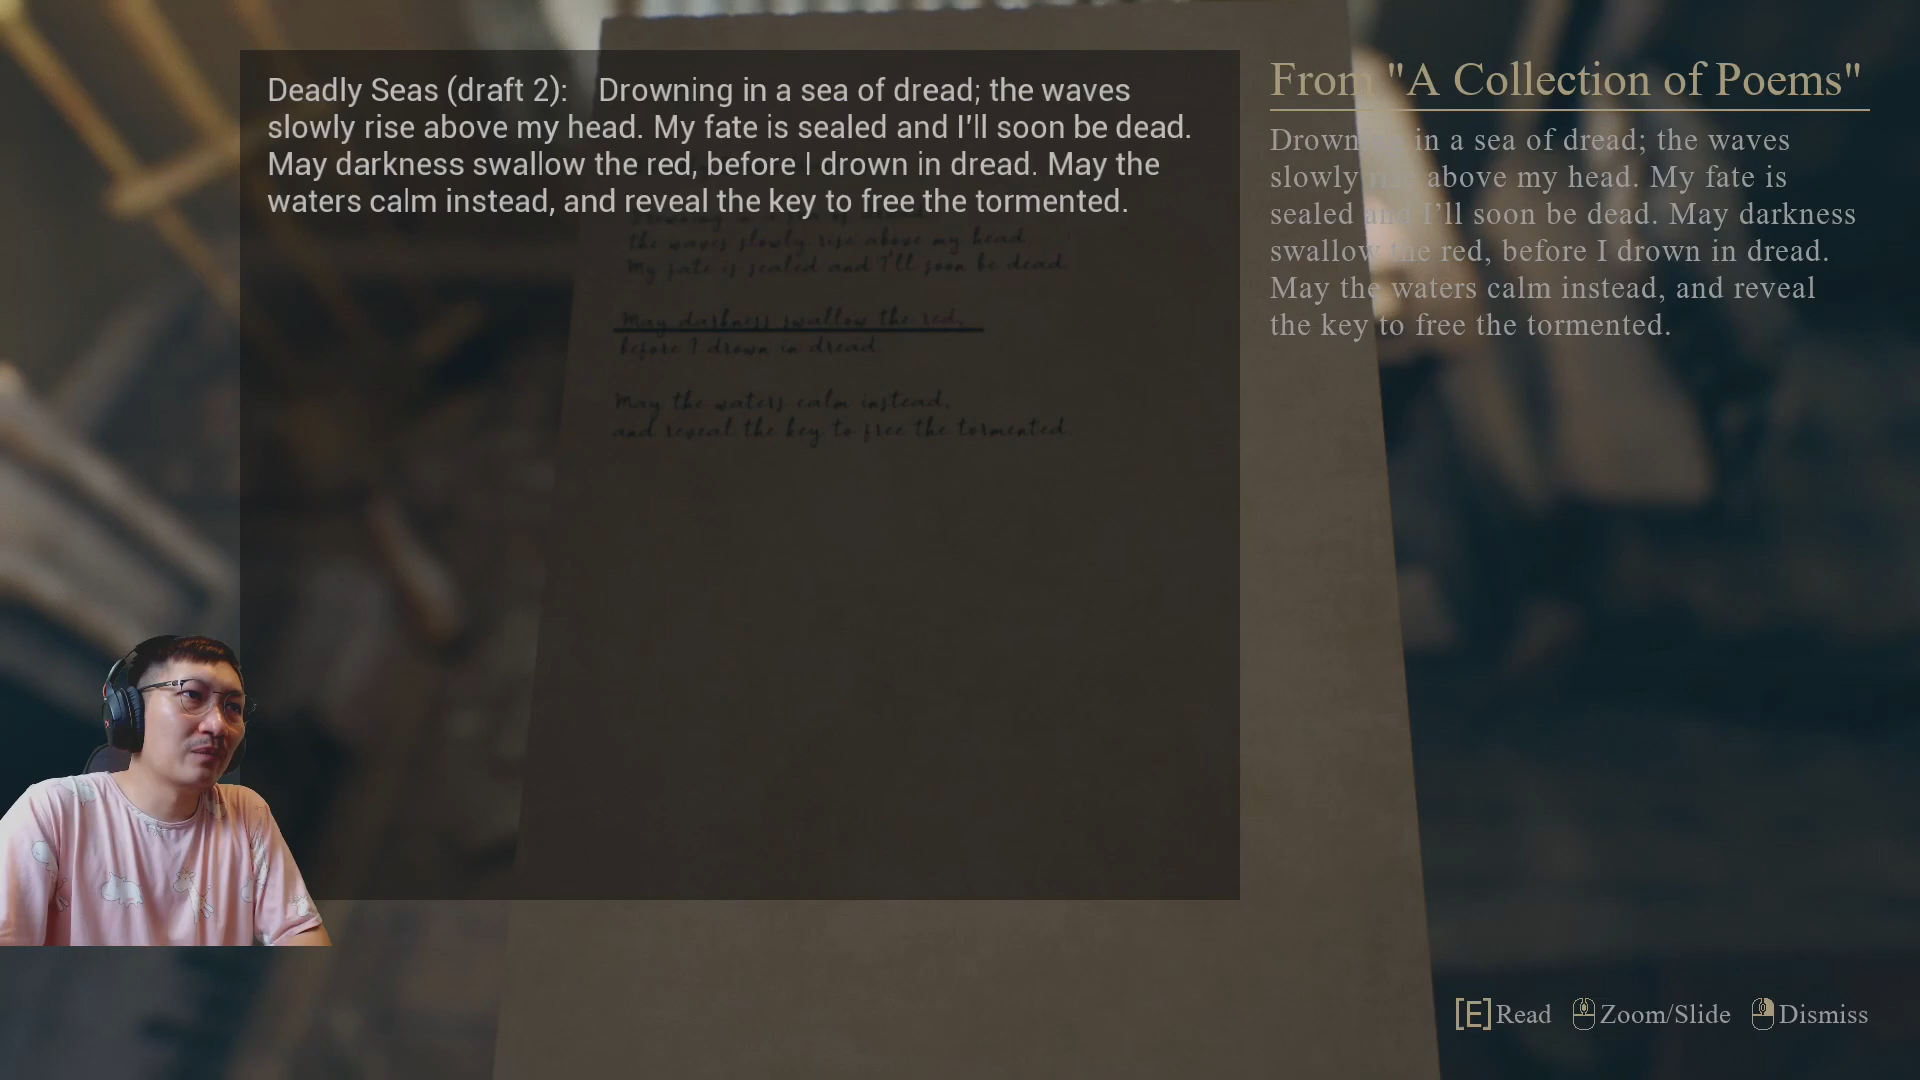 Deadly Seas (draft 2): Drowning in a sea of dread; the waves
slowly rise above my head. My fate is sealed and I'll soon be dead.
May darkness swallow the red, before I drown in dread. May the
waters calm instead, and reveal the key to free the tormented.
the waves slowly rise above my head.
My fate is sealed and I'll soon be dead.
May darkness swallow the red,
before I drown in dread.
May the waters calm instead,
and reveal the key to free the tormented.
From "A Collection of Poems"
Drowning in a sea of dread; the waves
slowly rise above my head. My fate is
sealed and I'll soon be dead. May darkness
swallow the red, before I drown in dread.
May the waters calm instead, and reveal
the key to free the tormented.
[E] Read Zoom/Slide Dismiss